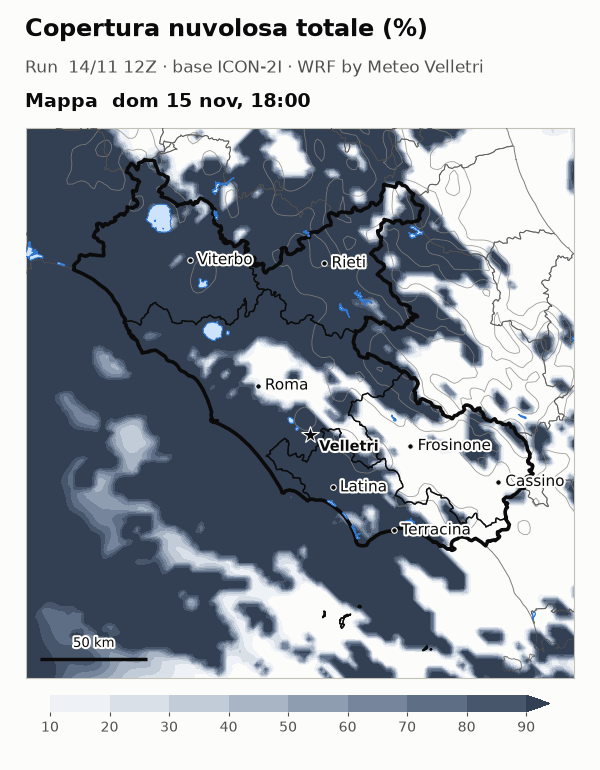 Copertura nuvolosa totale (%)
Run  14/11 12Z · base ICON-2I · WRF by Meteo Velletri
Mappa  dom 15 nov, 18:00
Viterbo
Rieti
Roma
Velletri
Frosinone
Cassino
Latina
Terracina
50 km
10 20 30 40 50 60 70 80 90